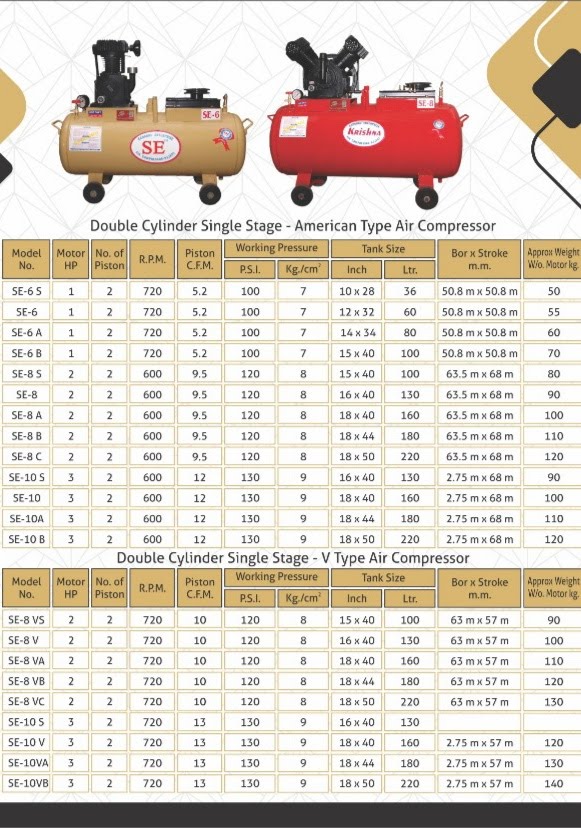 SE-6
SE
SE-8
Krishna
Double Cylinder Single Stage - American Type Air Compressor
Model No. Motor HP No. of Piston R.P.M. Piston C.F.M. Working Pressure P.S.I. Kg./cm² Tank Size Inch Ltr. Bor x Stroke m.m. Approx Weight W/o. Motor kg.
SE-6 S 1 2 720 5.2 100 7 10 x 28 36 50.8 m x 50.8 m 50
SE-6 1 2 720 5.2 100 7 12 x 32 60 50.8 m x 50.8 m 55
SE-6 A 1 2 720 5.2 100 7 14 x 34 80 50.8 m x 50.8 m 60
SE-6 B 1 2 720 5.2 100 7 15 x 40 100 50.8 m x 50.8 m 70
SE-8 S 2 2 600 9.5 120 8 15 x 40 100 63.5 m x 68 m 80
SE-8 2 2 600 9.5 120 8 16 x 40 130 63.5 m x 68 m 90
SE-8 A 2 2 600 9.5 120 8 18 x 40 160 63.5 m x 68 m 100
SE-8 B 2 2 600 9.5 120 8 18 x 44 180 63.5 m x 68 m 110
SE-8 C 2 2 600 9.5 120 8 18 x 50 220 63.5 m x 68 m 120
SE-10 S 3 2 600 12 130 9 16 x 40 130 2.75 m x 68 m 90
SE-10 3 2 600 12 130 9 18 x 40 160 2.75 m x 68 m 100
SE-10A 3 2 600 12 130 9 18 x 44 180 2.75 m x 68 m 110
SE-10 B 3 2 600 12 130 9 18 x 50 220 2.75 m x 68 m 120
Double Cylinder Single Stage - V Type Air Compressor
Model No. Motor HP No. of Piston R.P.M. Piston C.F.M. Working Pressure P.S.I. Kg./cm² Tank Size Inch Ltr. Bor x Stroke m.m. Approx Weight W/o. Motor kg.
SE-8 VS 2 2 720 10 120 8 15 x 40 100 63 m x 57 m 90
SE-8 V 2 2 720 10 120 8 16 x 40 130 63 m x 57 m 100
SE-8 VA 2 2 720 10 120 8 18 x 40 160 63 m x 57 m 110
SE-8 VB 2 2 720 10 120 8 18 x 44 180 63 m x 57 m 120
SE-8 VC 2 2 720 10 120 8 18 x 50 220 63 m x 57 m 130
SE-10 S 3 2 720 13 130 9 16 x 40 130
SE-10 V 3 2 720 13 130 9 18 x 40 160 2.75 m x 57 m 120
SE-10VA 3 2 720 13 130 9 18 x 44 180 2.75 m x 57 m 130
SE-10VB 3 2 720 13 130 9 18 x 50 220 2.75 m x 57 m 140